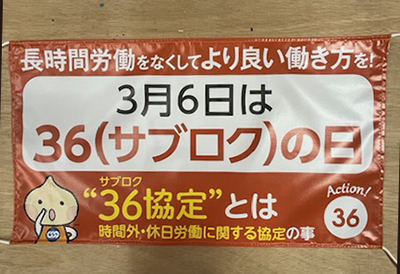 長時間労働をなくしてより良い働き方を!
3月6日は
36(サブロク)の日
サブロク
“36協定”とは
時間外・休日労働に関する協定の事
Action!
36